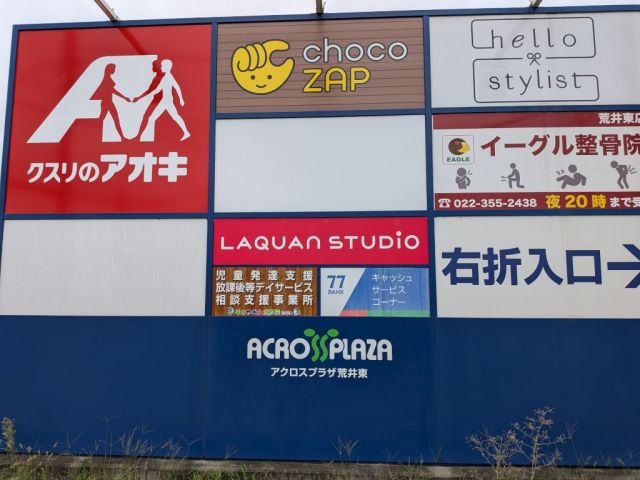 クスリのアオキ
choco
ZAP
hello
stylist
荒井東店
EAGLE
イーグル整骨院
☎022-355-2438 夜20時まで受
LAQUAN STUDiO
児童発達支援
放課後等デイサービス
相談支援事業所
77
BANK
キャッシュ
サービス
コーナー
右折入口→
ACROSSPLAZA
アクロスプラザ荒井東